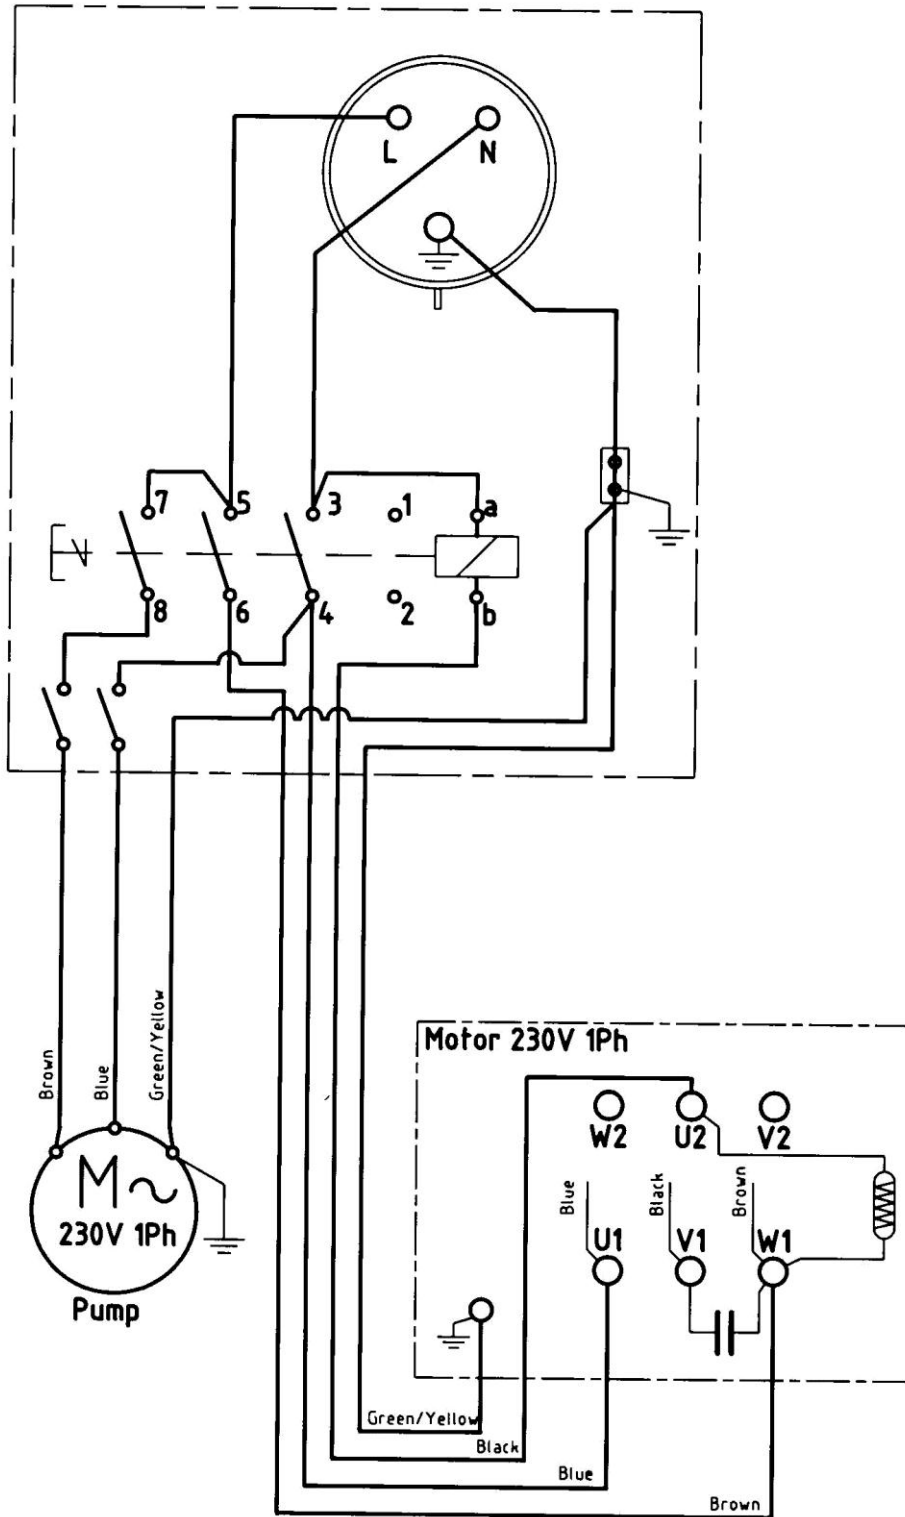 L N
7 5 3 1 a
8 6 4 2 b
Brown
Blue
Green/Yellow
M
230V 1Ph
Pump
Motor 230V 1Ph
W2 U2 V2
Blue
Black
Brown
U1 V1 W1
Green/Yellow
Black
Blue
Brown